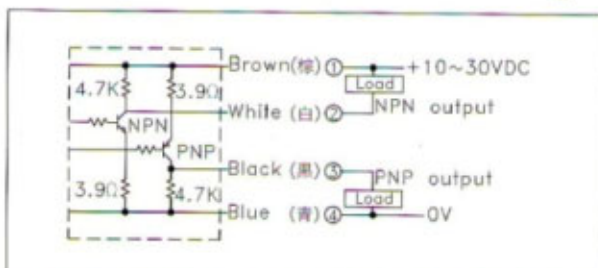 Brown(棕)① +10~30VDC
4.7K 3.9Ω Load
White (白)② NPN output
NPN
PNP
Black (黒)③ PNP output
3.9Ω 4.7K Load
Blue (青)④ 0V